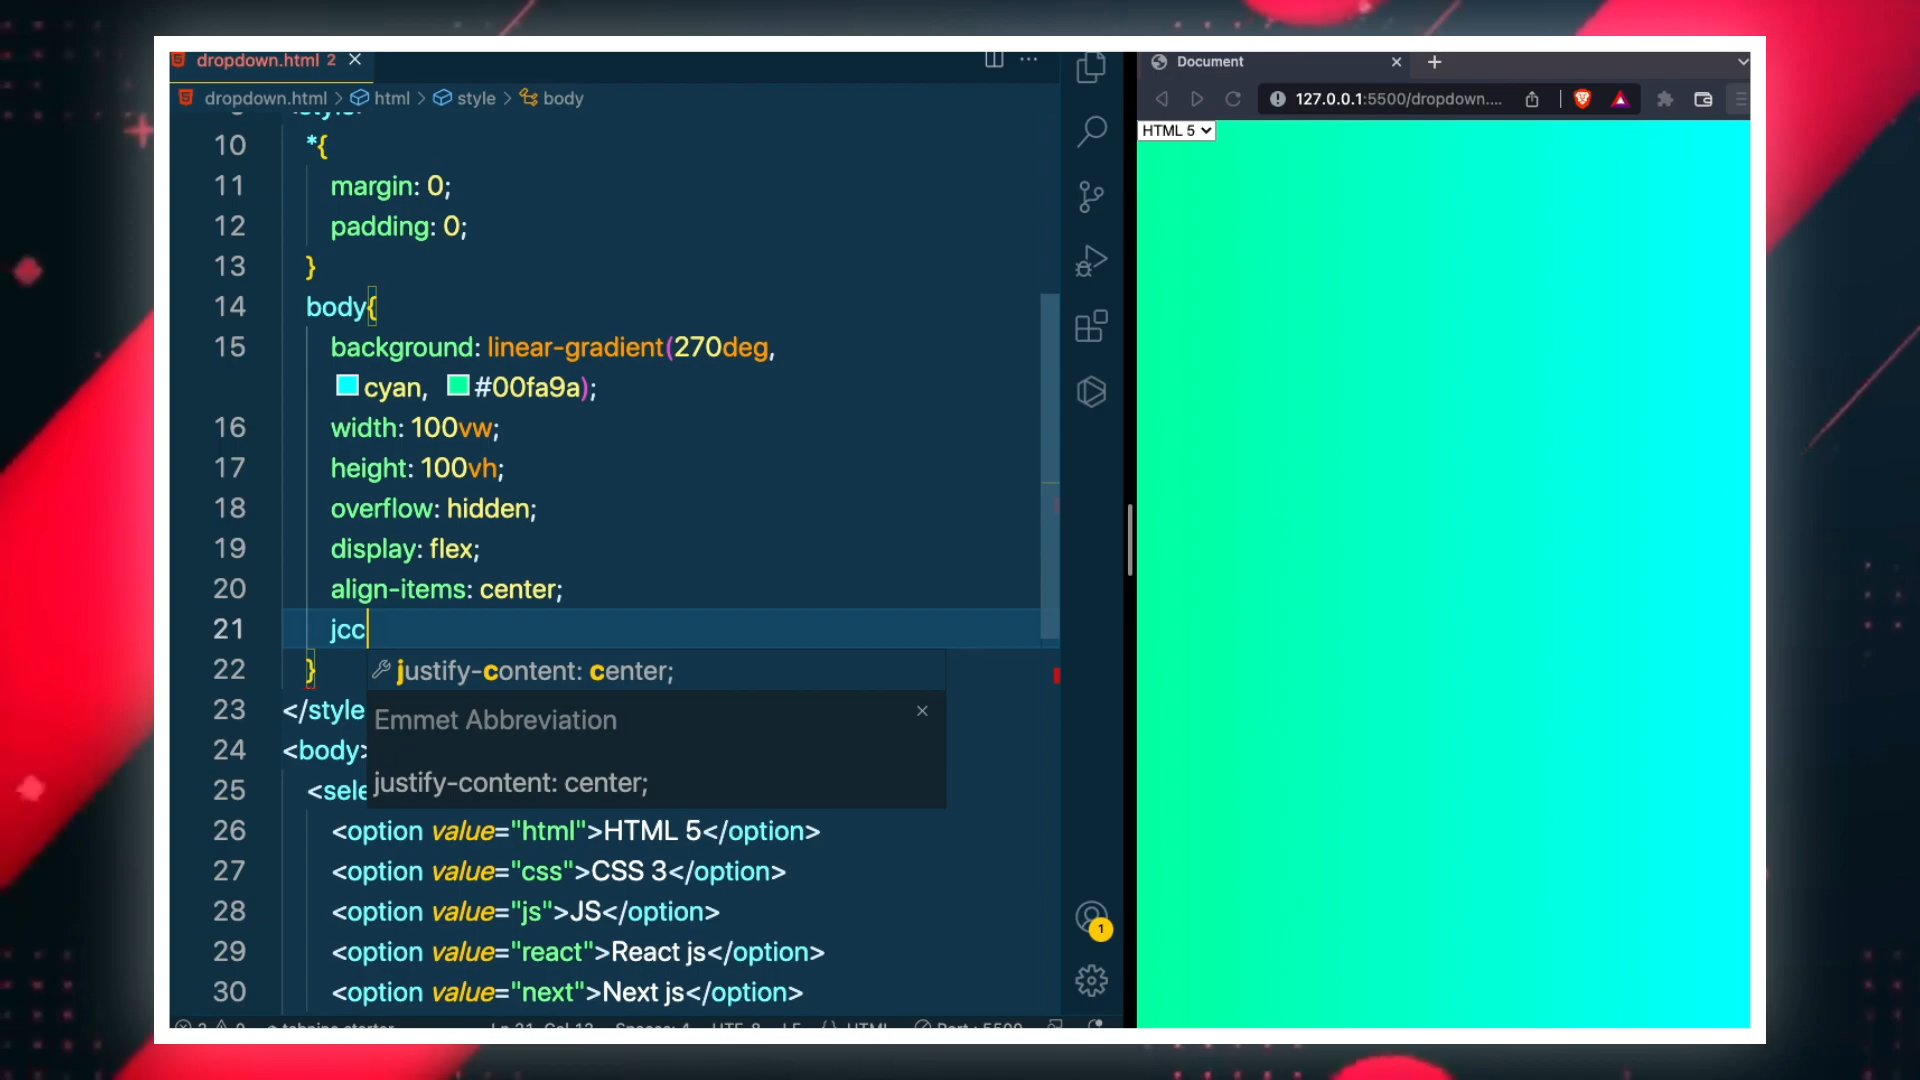 dropdown.html 2
dropdown.html > html > style > body
10 *{
11 margin: 0;
12 padding: 0;
13 }
14 body{
15 background: linear-gradient(270deg,
cyan, #00fa9a);
16 width: 100vw;
17 height: 100vh;
18 overflow: hidden;
19 display: flex;
20 align-items: center;
21 jcc
justify-content: center;
Emmet Abbreviation
justify-content: center;
22 }
23 </style
24 <body>
25 <sele
26 <option value="html">HTML 5</option>
27 <option value="css">CSS 3</option>
28 <option value="js">JS</option>
29 <option value="react">React js</option>
30 <option value="next">Next js</option>
1
Document
127.0.0.1:5500/dropdown....
HTML 5